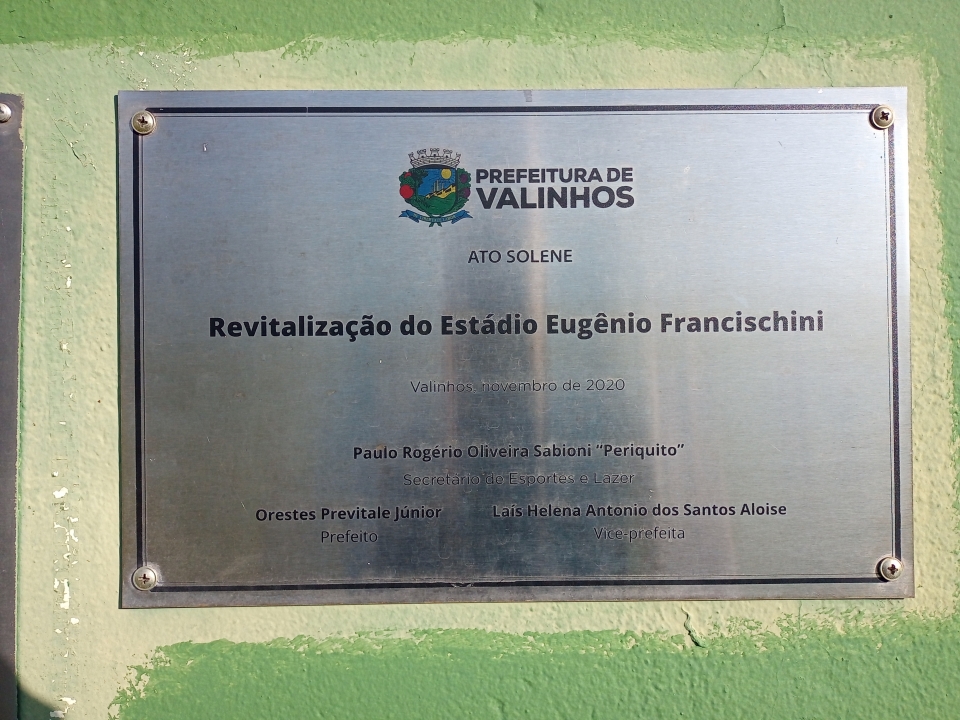 PREFEITURA DE
VALINHOS
ATO SOLENE
Revitalização do Estádio Eugênio Francischini
Valinhos, novembro de 2020
Paulo Rogério Oliveira Sabioni “Periquito”
Secretário de Esportes e Lazer
Orestes Previtale Júnior
Prefeito
Laís Helena Antonio dos Santos Aloise
Vice-prefeita